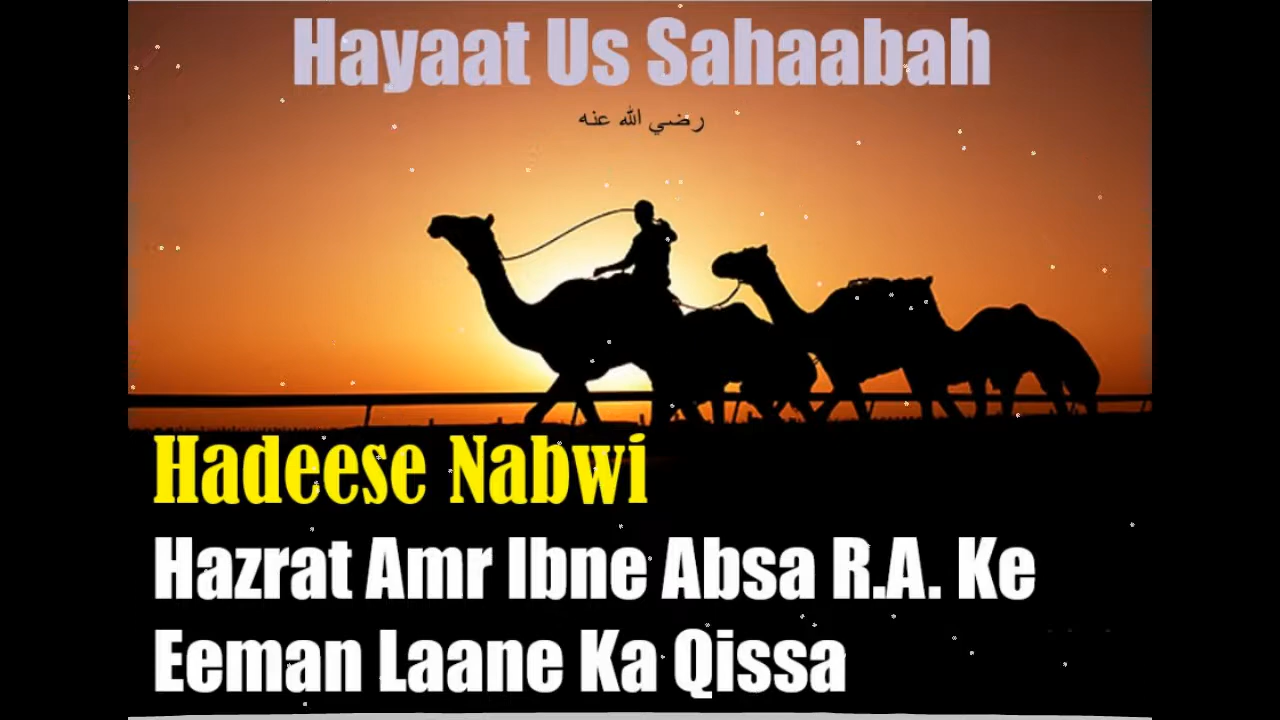 Hayaat Us Sahaabah
رضي الله عنه
Hadeese Nabwi
Hazrat Amr Ibne Absa R.A. Ke
Eeman Laane Ka Qissa